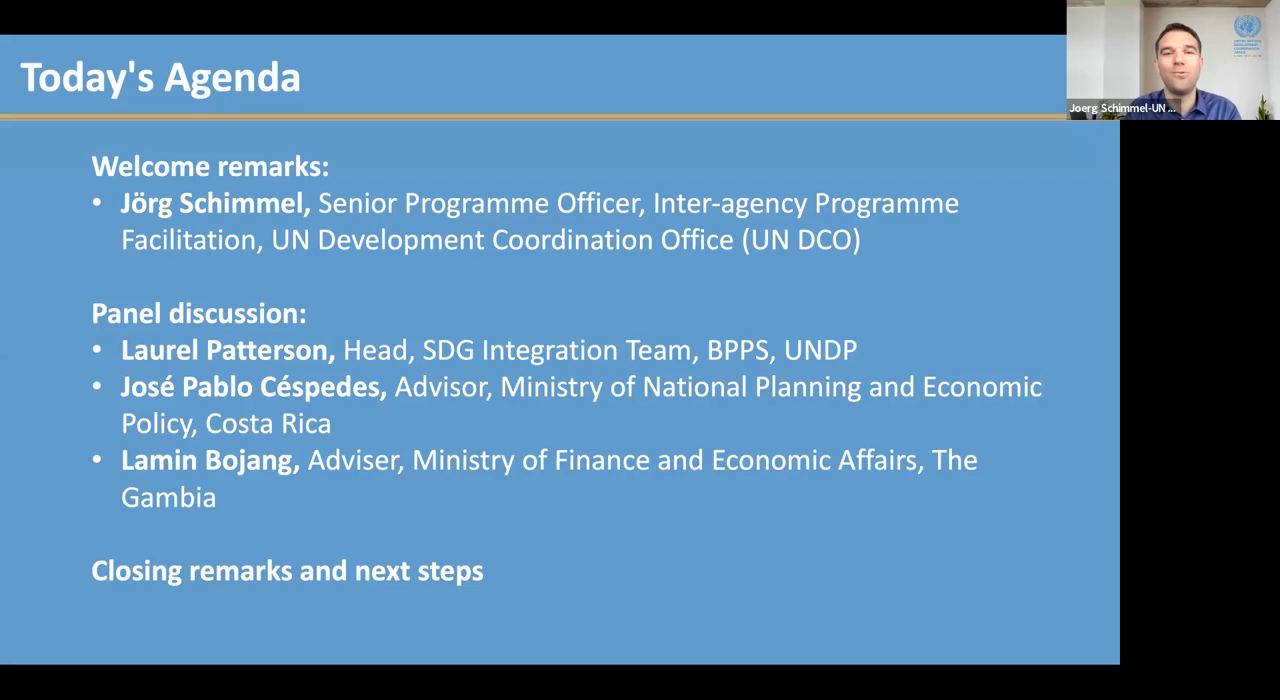 Today's Agenda
Joerg Schimmel-UN ...
Welcome remarks:
• Jörg Schimmel, Senior Programme Officer, Inter-agency Programme
Facilitation, UN Development Coordination Office (UN DCO)
Panel discussion:
• Laurel Patterson, Head, SDG Integration Team, BPPS, UNDP
• José Pablo Céspedes, Advisor, Ministry of National Planning and Economic
Policy, Costa Rica
• Lamin Bojang, Adviser, Ministry of Finance and Economic Affairs, The
Gambia
Closing remarks and next steps